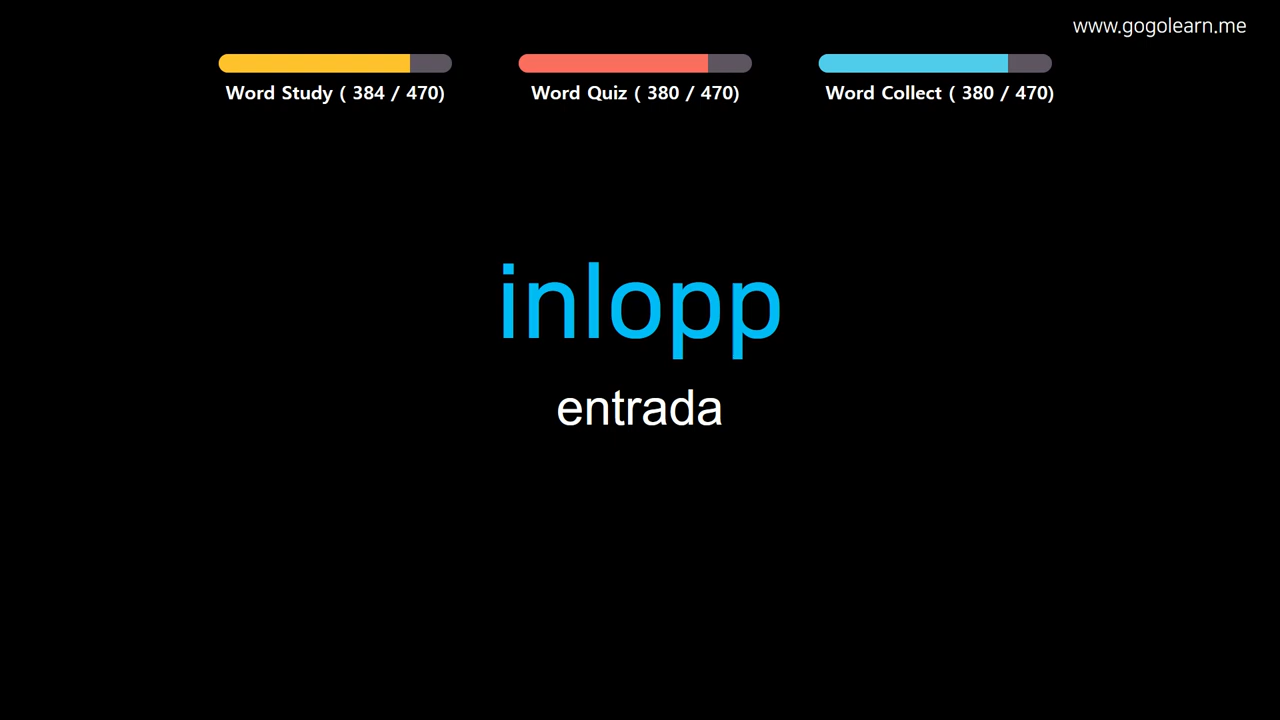 www.gogolearn.me
Word Study ( 384 / 470)
Word Quiz ( 380 / 470)
Word Collect ( 380 / 470)
inlopp
entrada